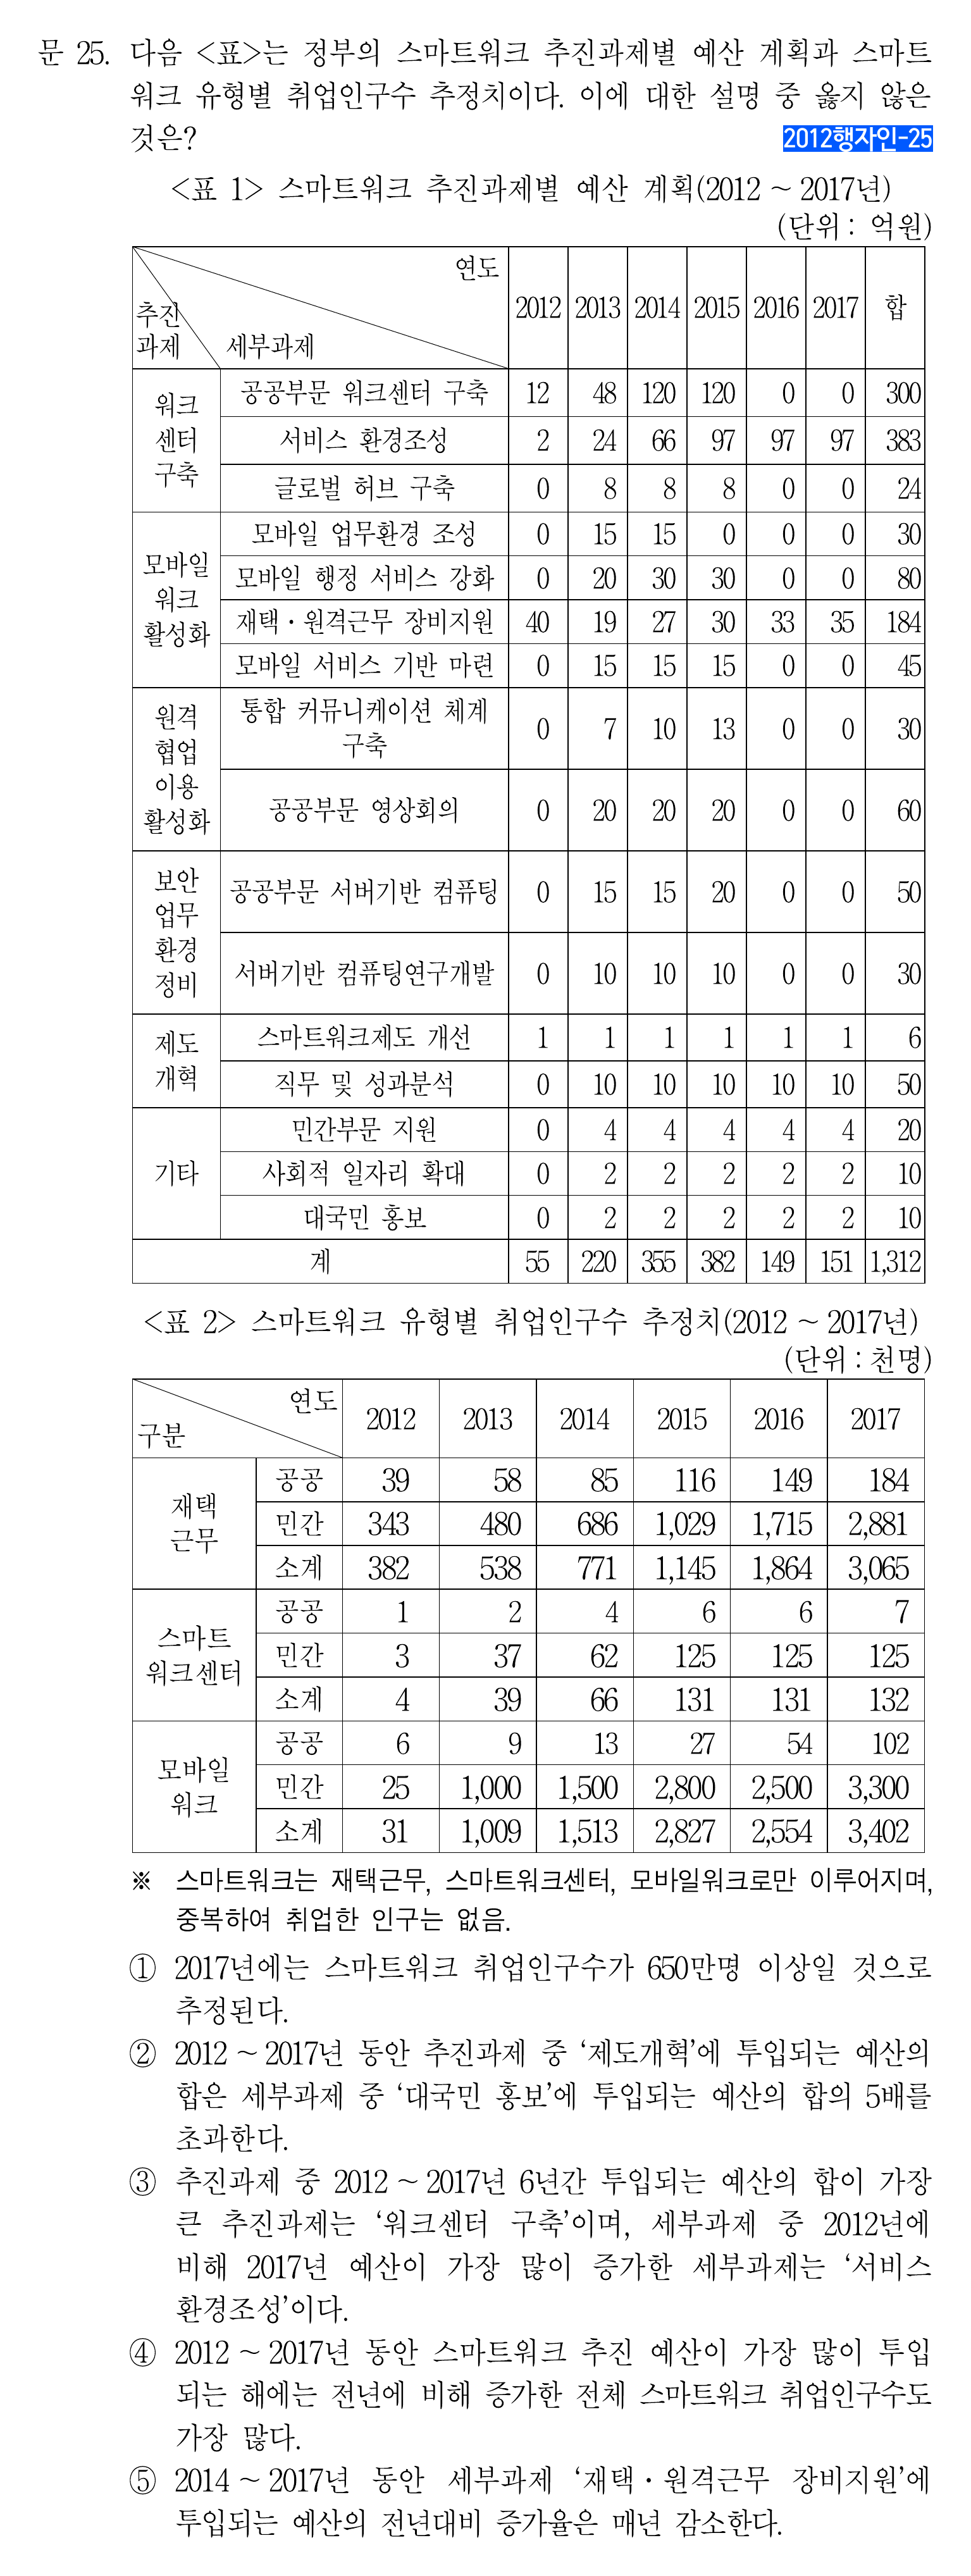 문 25. 다음 <표>는 정부의 스마트워크 추진과제별 예산 계획과 스마트
워크 유형별 취업인구수 추정치이다. 이에 대한 설명 중 옳지 않은
것은? 2012행자인-25
<표 1> 스마트워크 추진과제별 예산 계획(2012 ~ 2017년)
(단위 : 억원)
연도
추진
과제 세부과제 2012 2013 2014 2015 2016 2017 합
워크
센터
구축
공공부문 워크센터 구축 12 48 120 120 0 0 300
서비스 환경조성 2 24 66 97 97 97 383
글로벌 허브 구축 0 8 8 8 0 0 24
모바일
워크
활성화
모바일 업무환경 조성 0 15 15 0 0 0 30
모바일 행정 서비스 강화 0 20 30 30 0 0 80
재택·원격근무 장비지원 40 19 27 30 33 35 184
모바일 서비스 기반 마련 0 15 15 15 0 0 45
원격
협업
이용
활성화
통합 커뮤니케이션 체계
구축 0 7 10 13 0 0 30
공공부문 영상회의 0 20 20 20 0 0 60
보안
업무
환경
정비
공공부문 서버기반 컴퓨팅 0 15 15 20 0 0 50
서버기반 컴퓨팅연구개발 0 10 10 10 0 0 30
제도
개혁
스마트워크제도 개선 1 1 1 1 1 1 6
직무 및 성과분석 0 10 10 10 10 10 50
기타
민간부문 지원 0 4 4 4 4 4 20
사회적 일자리 확대 0 2 2 2 2 2 10
대국민 홍보 0 2 2 2 2 2 10
계 55 220 355 382 149 151 1,312
<표 2> 스마트워크 유형별 취업인구수 추정치(2012 ~ 2017년)
(단위 : 천명)
연도
구분 2012 2013 2014 2015 2016 2017
재택
근무
공공 39 58 85 116 149 184
민간 343 480 686 1,029 1,715 2,881
소계 382 538 771 1,145 1,864 3,065
스마트
워크센터
공공 1 2 4 6 6 7
민간 3 37 62 125 125 125
소계 4 39 66 131 131 132
모바일
워크
공공 6 9 13 27 54 102
민간 25 1,000 1,500 2,800 2,500 3,300
소계 31 1,009 1,513 2,827 2,554 3,402
※ 스마트워크는 재택근무, 스마트워크센터, 모바일워크로만 이루어지며,
중복하여 취업한 인구는 없음.
① 2017년에는 스마트워크 취업인구수가 650만명 이상일 것으로
추정된다.
② 2012 ~ 2017년 동안 추진과제 중 ‘제도개혁’에 투입되는 예산의
합은 세부과제 중 ‘대국민 홍보’에 투입되는 예산의 합의 5배를
초과한다.
③ 추진과제 중 2012 ~ 2017년 6년간 투입되는 예산의 합이 가장
큰 추진과제는 ‘워크센터 구축’이며, 세부과제 중 2012년에
비해 2017년 예산이 가장 많이 증가한 세부과제는 ‘서비스
환경조성’이다.
④ 2012 ~ 2017년 동안 스마트워크 추진 예산이 가장 많이 투입
되는 해에는 전년에 비해 증가한 전체 스마트워크 취업인구수도
가장 많다.
⑤ 2014 ~ 2017년 동안 세부과제 ‘재택·원격근무 장비지원’에
투입되는 예산의 전년대비 증가율은 매년 감소한다.